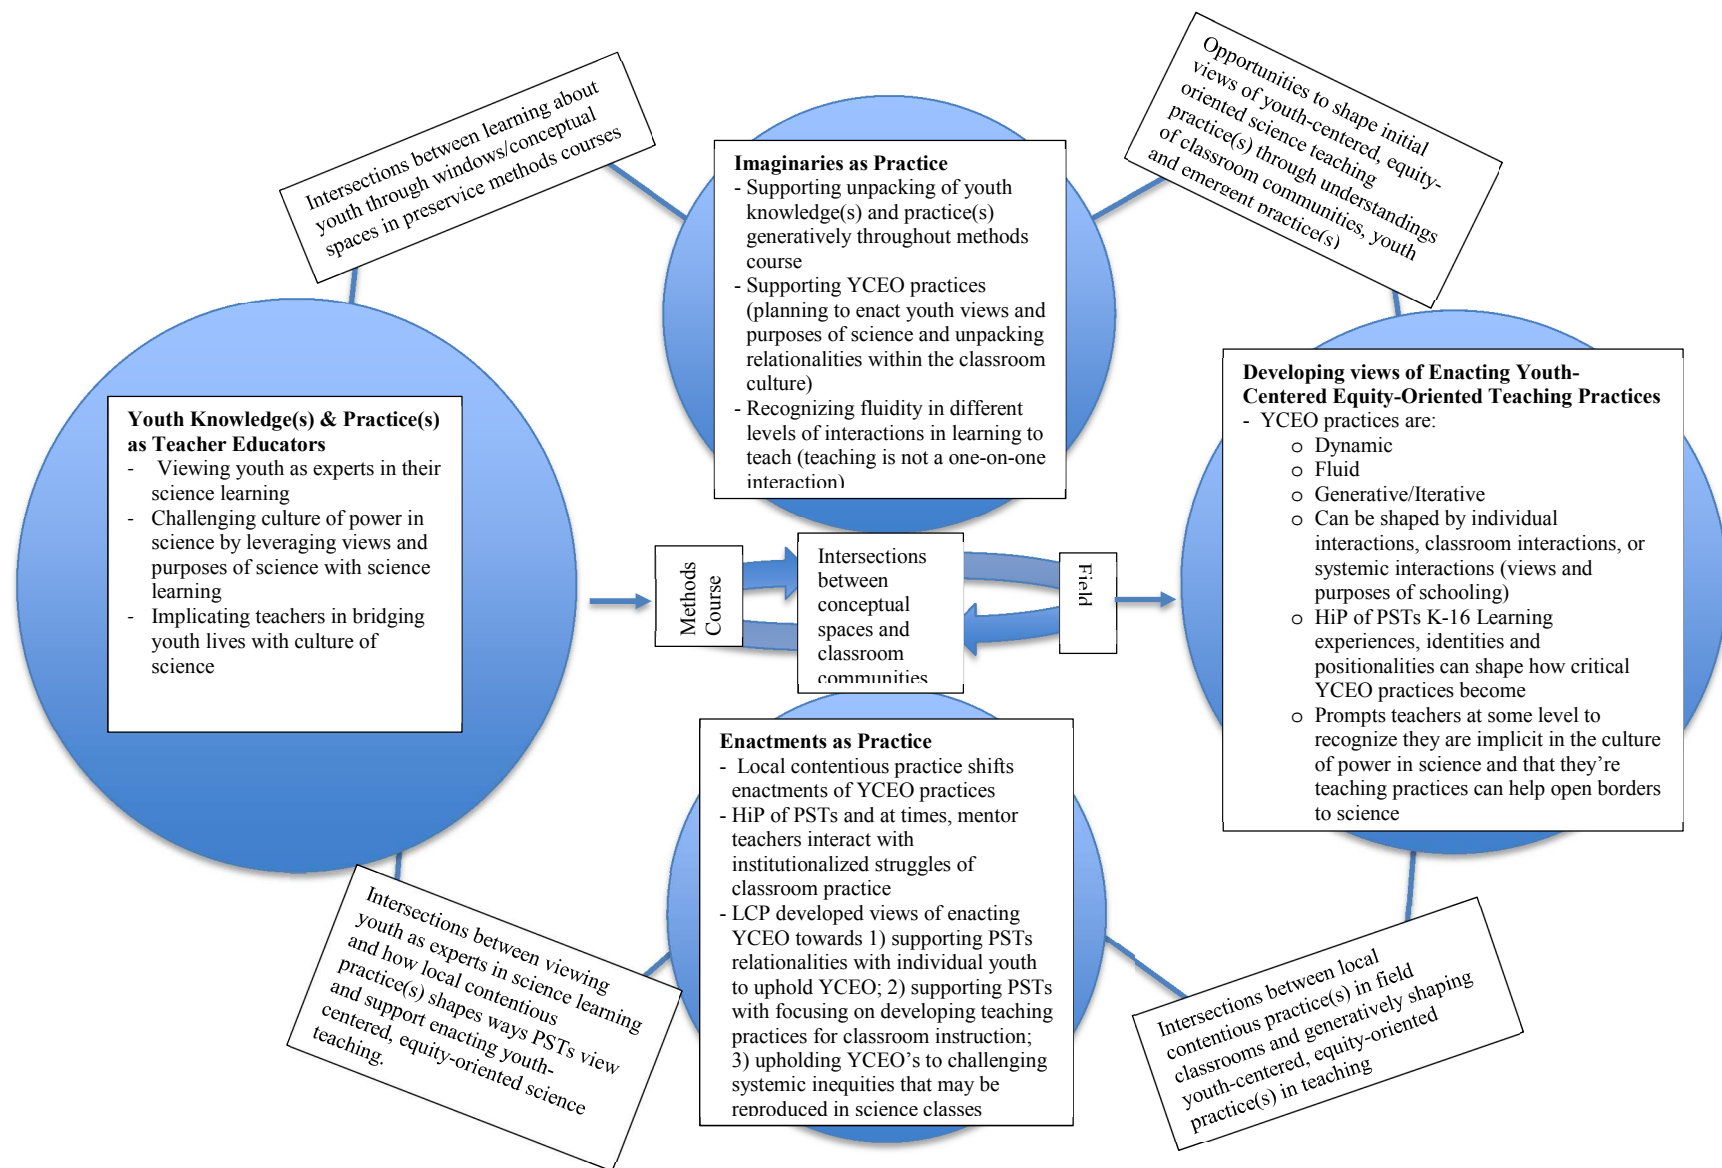 Intersections between learning about
youth through windows/conceptual
spaces in preservice methods courses
Opportunities to shape initial
views of youth-centered, equity-
oriented science teaching
practice(s) through understandings
of classroom communities, youth
and emergent practice(s)
Imaginaries as Practice
- Supporting unpacking of youth
knowledge(s) and practice(s)
generatively throughout methods
course
- Supporting YCEO practices
(planning to enact youth views and
purposes of science and unpacking
relationalities within the classroom
culture)
- Recognizing fluidity in different
levels of interactions in learning to
teach (teaching is not a one-on-one
interaction)
Youth Knowledge(s) & Practice(s)
as Teacher Educators
- Viewing youth as experts in their
science learning
- Challenging culture of power in
science by leveraging views and
purposes of science with science
learning
- Implicating teachers in bridging
youth lives with culture of
science
Methods
Course
Intersections
between
conceptual
spaces and
classroom
communities
Field
Developing views of Enacting Youth-
Centered Equity-Oriented Teaching Practices
- YCEO practices are:
o Dynamic
o Fluid
o Generative/Iterative
o Can be shaped by individual
interactions, classroom interactions, or
systemic interactions (views and
purposes of schooling)
o HiP of PSTs K-16 Learning
experiences, identities and
positionalities can shape how critical
YCEO practices become
o Prompts teachers at some level to
recognize they are implicit in the culture
of power in science and that they're
teaching practices can help open borders
to science
Enactments as Practice
- Local contentious practice shifts
enactments of YCEO practices
- HiP of PSTs and at times, mentor
teachers interact with
institutionalized struggles of
classroom practice
- LCP developed views of enacting
YCEO towards 1) supporting PSTs
relationalities with individual youth
to uphold YCEO; 2) supporting PSTs
with focusing on developing teaching
practices for classroom instruction;
3) upholding YCEO's to challenging
systemic inequities that may be
reproduced in science classes
Intersections between viewing
youth as experts in science learning
and how local contentious
practice(s) shapes ways PSTs view
and support enacting youth-
centered, equity-oriented science
teaching.
Intersections between local
contentious practice(s) in field
classrooms and generatively shaping
youth-centered, equity-oriented
practice(s) in teaching